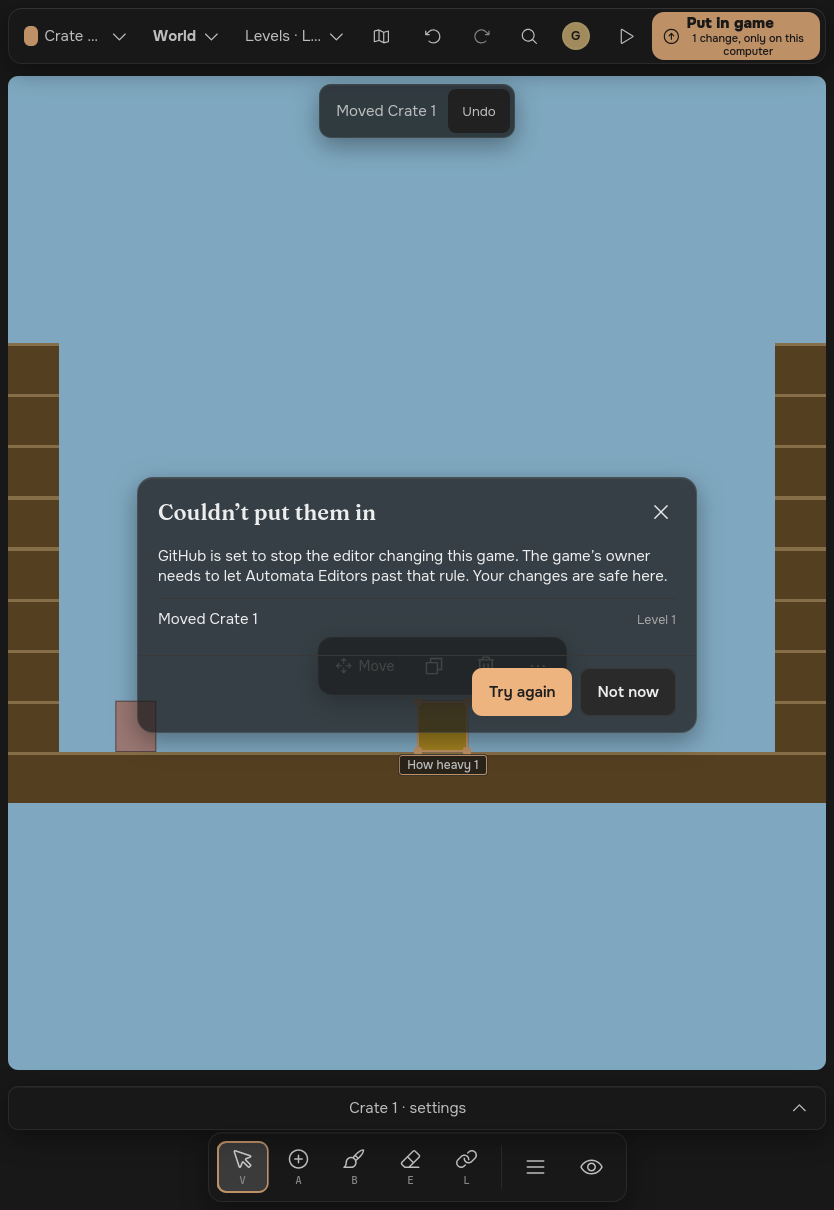 Crate ...
World
Levels · L...
G
Put in game
1 change, only on this
computer
Moved Crate 1
Undo
Couldn’t put them in
GitHub is set to stop the editor changing this game. The game’s owner
needs to let Automata Editors past that rule. Your changes are safe here.
Moved Crate 1
Level 1
Move
Try again
Not now
How heavy 1
Crate 1 · settings
V
A
B
E
L